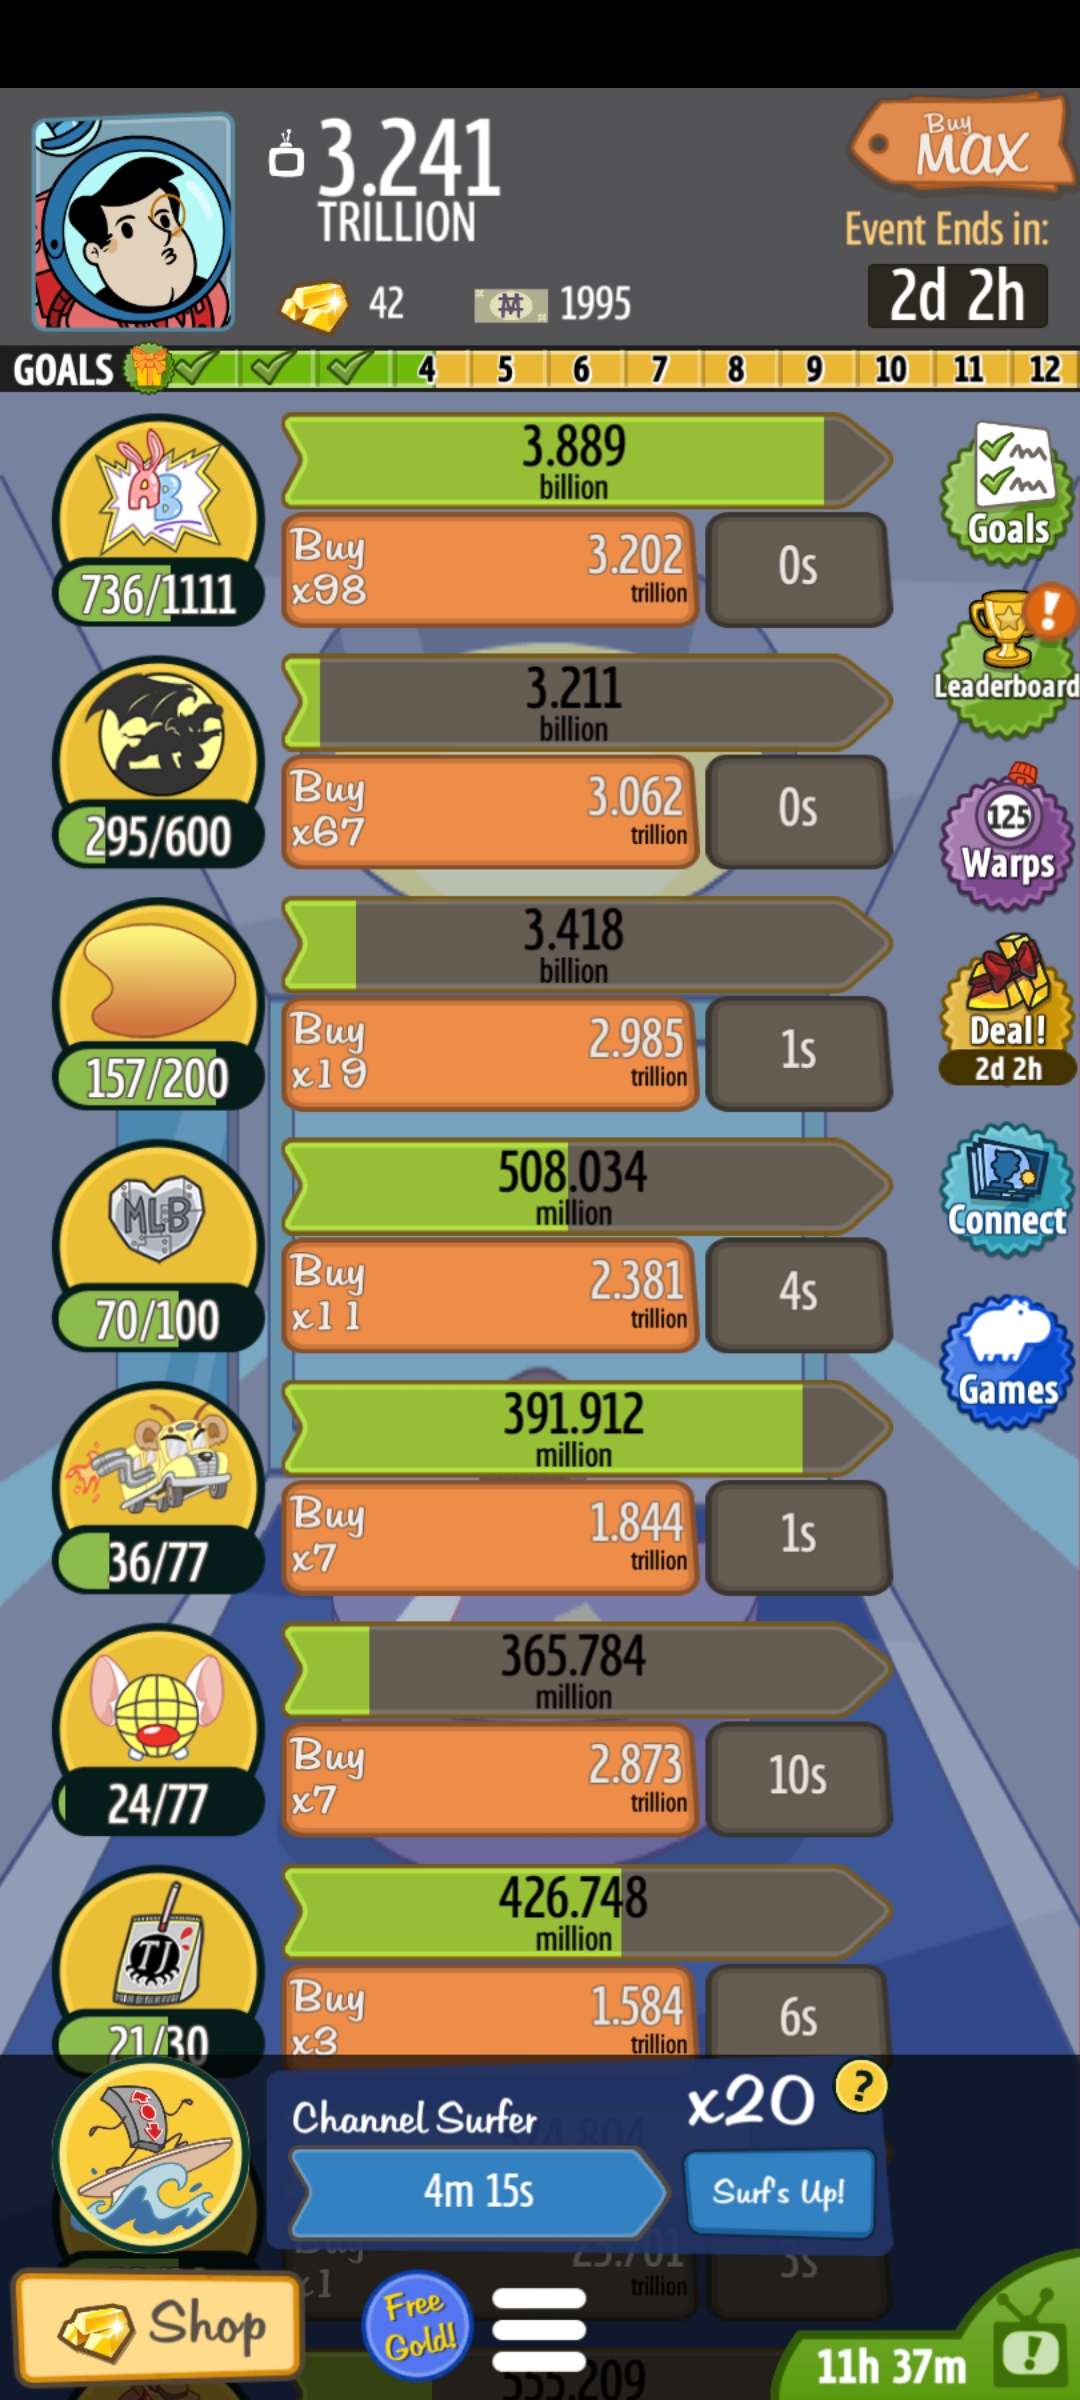 3.241
TRILLION
Buy
MAX
Event Ends in:
2d 2h
42
1995
GOALS
4
5
6
7
8
9
10
11
12
AB
3.889
billion
736/1111
Buy
x98
3.202
trillion
0s
Goals
Leaderboard
3.211
billion
295/600
Buy
x67
3.062
trillion
0s
125
Warps
3.418
billion
157/200
Buy
x19
2.985
trillion
1s
Deal!
2d 2h
MLB
508.034
million
70/100
Buy
x11
2.381
trillion
4s
Connect
391.912
million
36/77
Buy
x7
1.844
trillion
1s
Games
365.784
million
24/77
Buy
x7
2.873
trillion
10s
TJ
426.748
million
21/30
Buy
x3
1.584
trillion
6s
Channel Surfer
x20
?
4m 15s
Surf's Up!
Buy
x1
trillion
3s
Shop
Free
Gold!
11h 37m